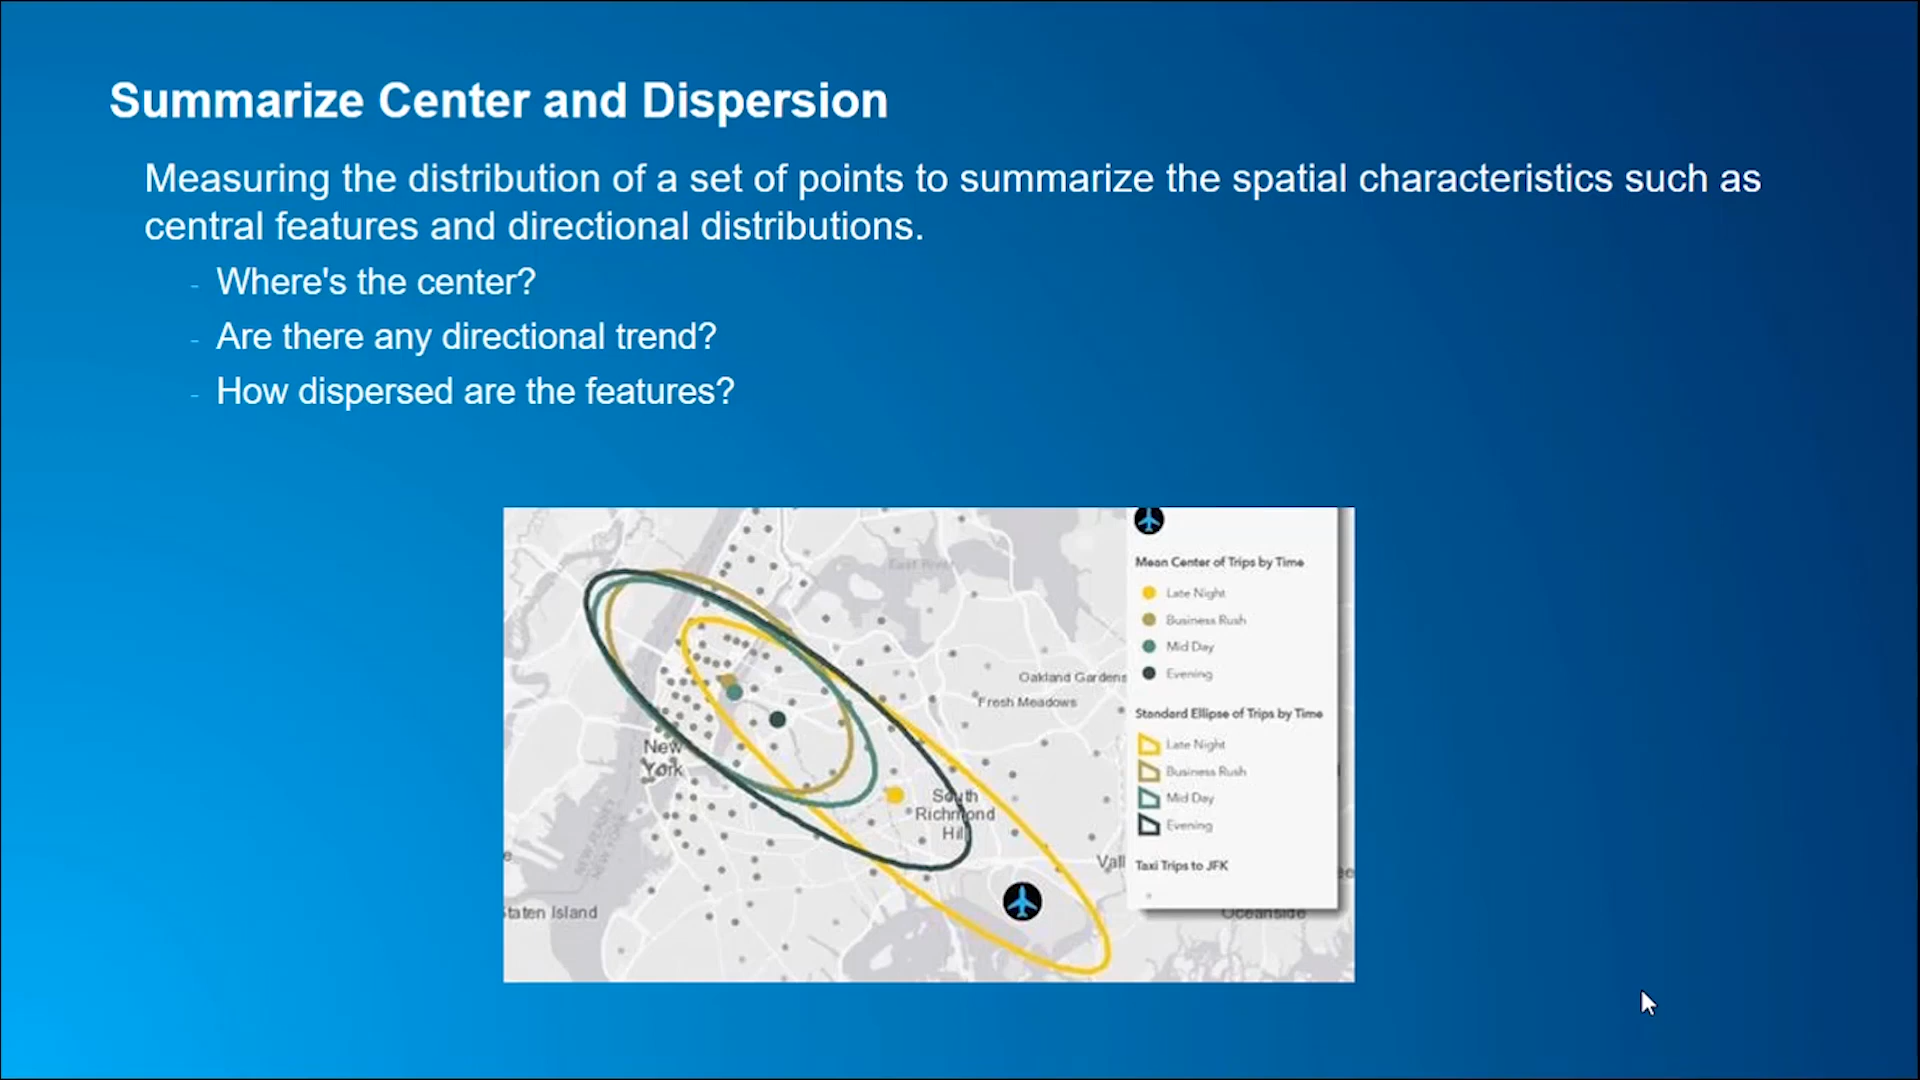 Summarize Center and Dispersion
Measuring the distribution of a set of points to summarize the spatial characteristics such as
central features and directional distributions.
- Where's the center?
- Are there any directional trend?
- How dispersed are the features?
East River
Oakland Gardens
Fresh Meadows
New
York
South
Richmond
Hill
Vall
Staten Island
NEW JERSEY
NEW YORK
Oceanside
Mean Center of Trips by Time
Late Night
Business Rush
Mid Day
Evening
Standard Ellipse of Trips by Time
Late Night
Business Rush
Mid Day
Evening
Taxi Trips to JFK